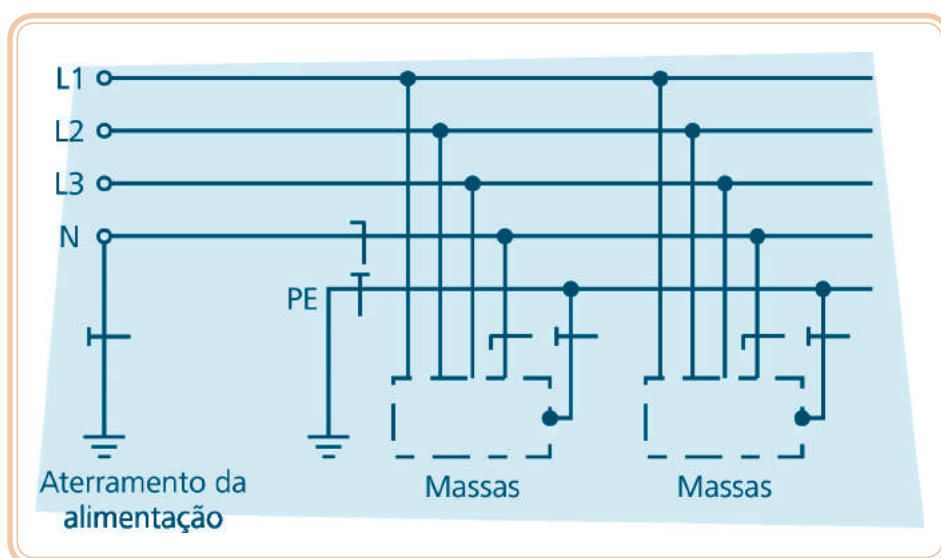 L1
L2
L3
N
PE
Aterramento da
alimentação
Massas
Massas